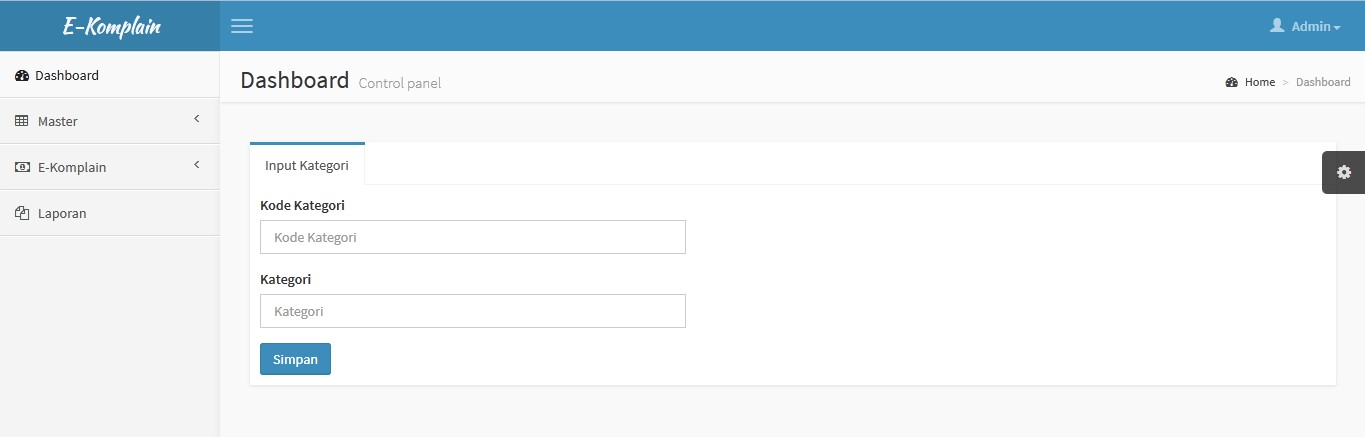 E-Komplain
Admin
Dashboard
Master
E-Komplain
Laporan
Dashboard Control panel
Home > Dashboard
Input Kategori
Kode Kategori
Kode Kategori
Kategori
Kategori
Simpan